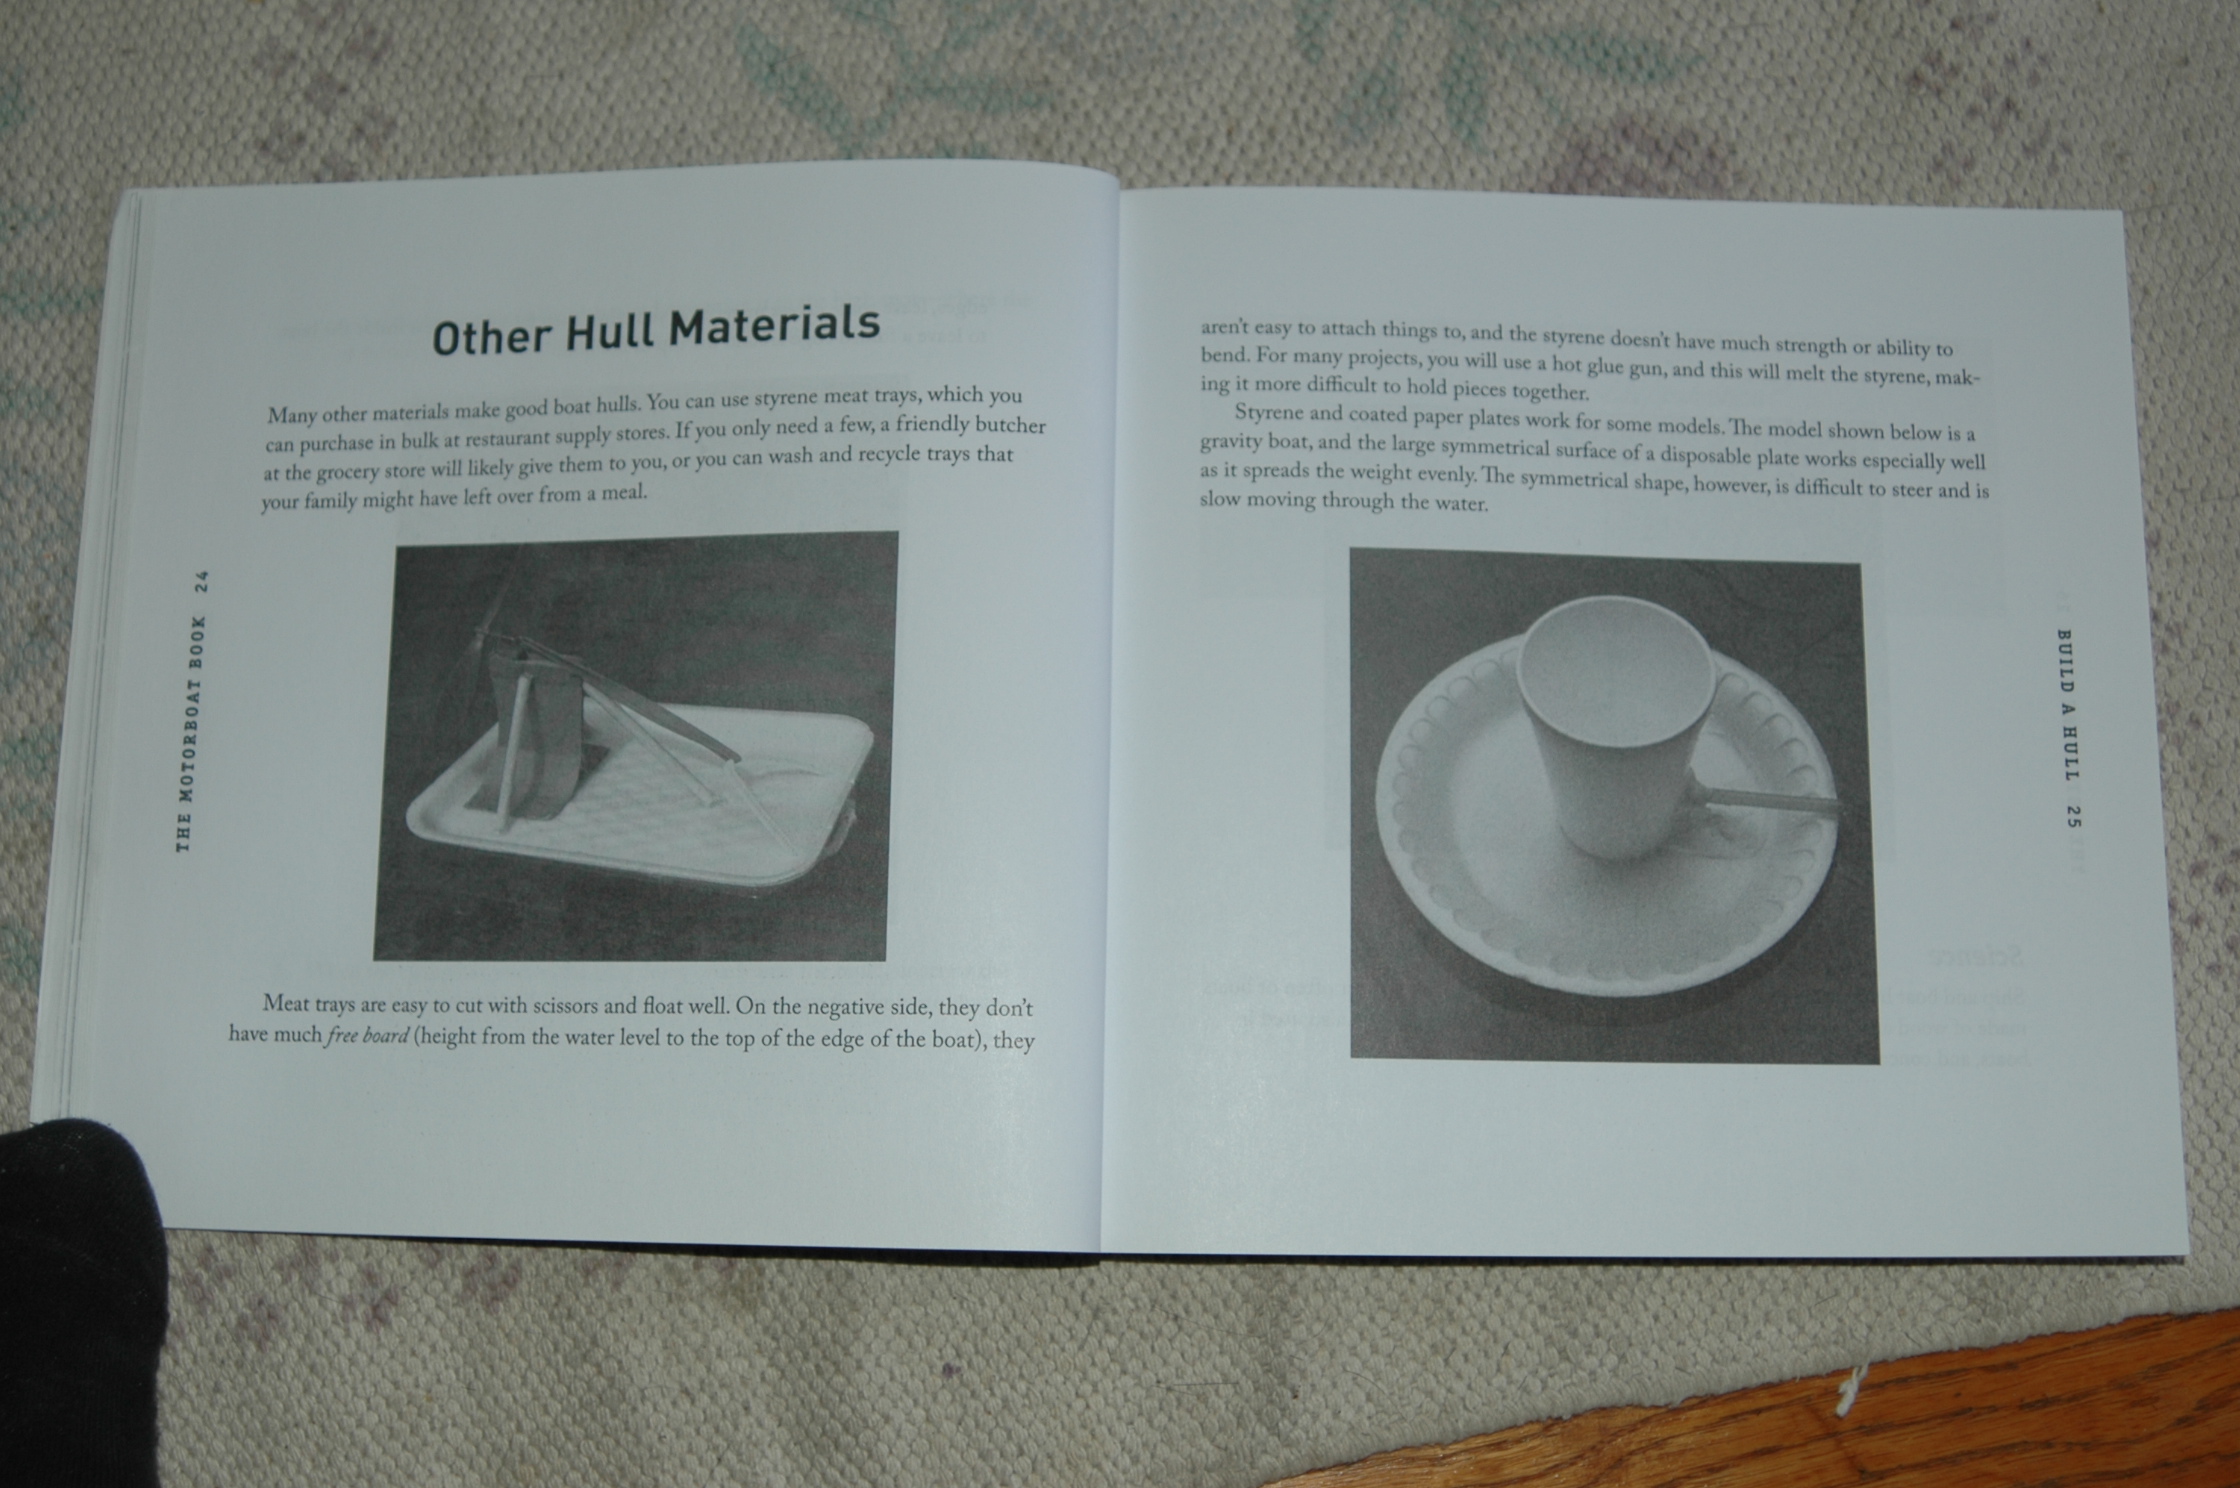 Other Hull Materials
Many other materials make good boat hulls. You can use styrene meat trays, which you
can purchase in bulk at restaurant supply stores. If you only need a few, a friendly butcher
at the grocery store will likely give them to you, or you can wash and recycle trays that
your family might have left over from a meal.
Meat trays are easy to cut with scissors and float well. On the negative side, they don't
have much free board (height from the water level to the top of the edge of the boat), they
THE MOTORBOAT BOOK 24
aren't easy to attach things to, and the styrene doesn't have much strength or ability to
bend. For many projects, you will use a hot glue gun, and this will melt the styrene, mak-
ing it more difficult to hold pieces together.
Styrene and coated paper plates work for some models. The model shown below is a
gravity boat, and the large symmetrical surface of a disposable plate works especially well
as it spreads the weight evenly. The symmetrical shape, however, is difficult to steer and is
slow moving through the water.
BUILD A HULL 25